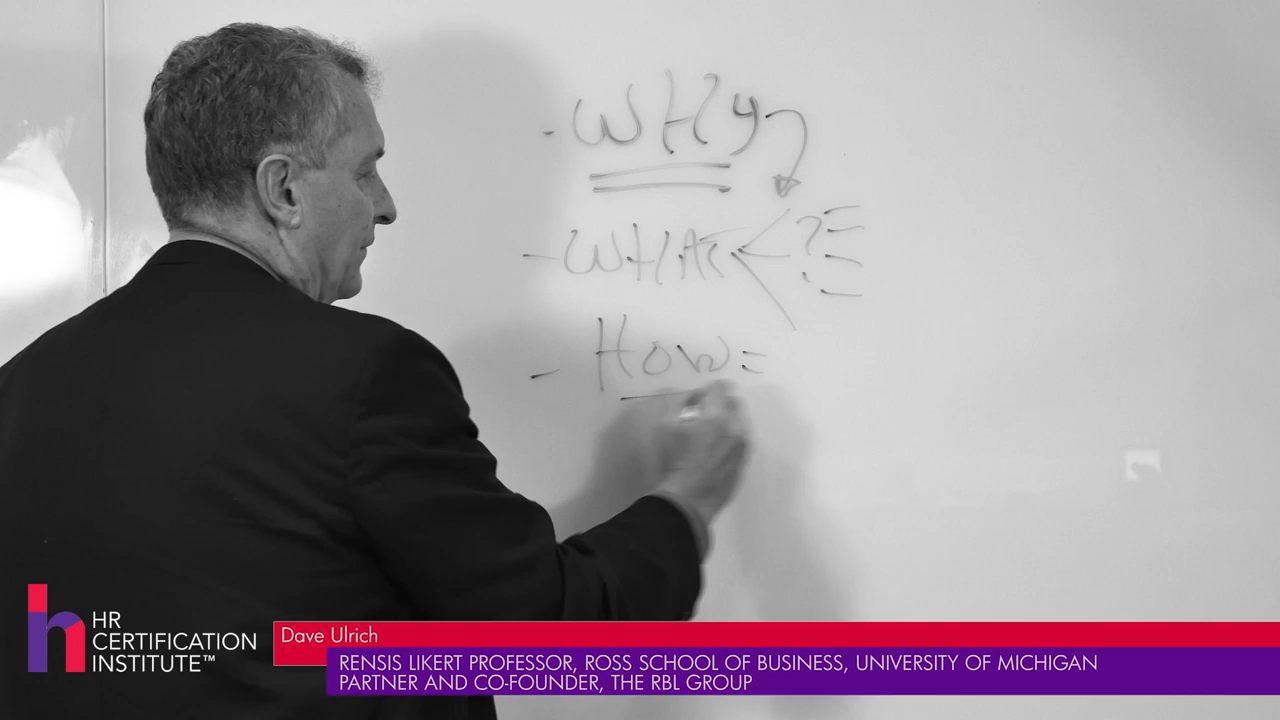 - WHY
- WHAT < ? =
- HOW =
HR
CERTIFICATION
INSTITUTE™
Dave Ulrich
RENSIS LIKERT PROFESSOR, ROSS SCHOOL OF BUSINESS, UNIVERSITY OF MICHIGAN
PARTNER AND CO-FOUNDER, THE RBL GROUP